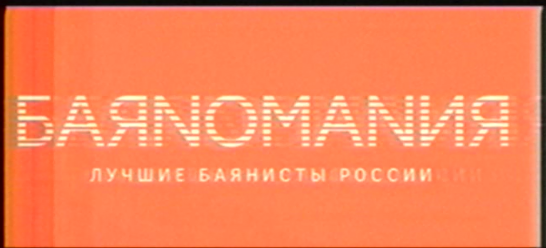 БАЯNОМАNИЯ
ЛУЧШИЕ БАЯНИСТЫ РОССИИ